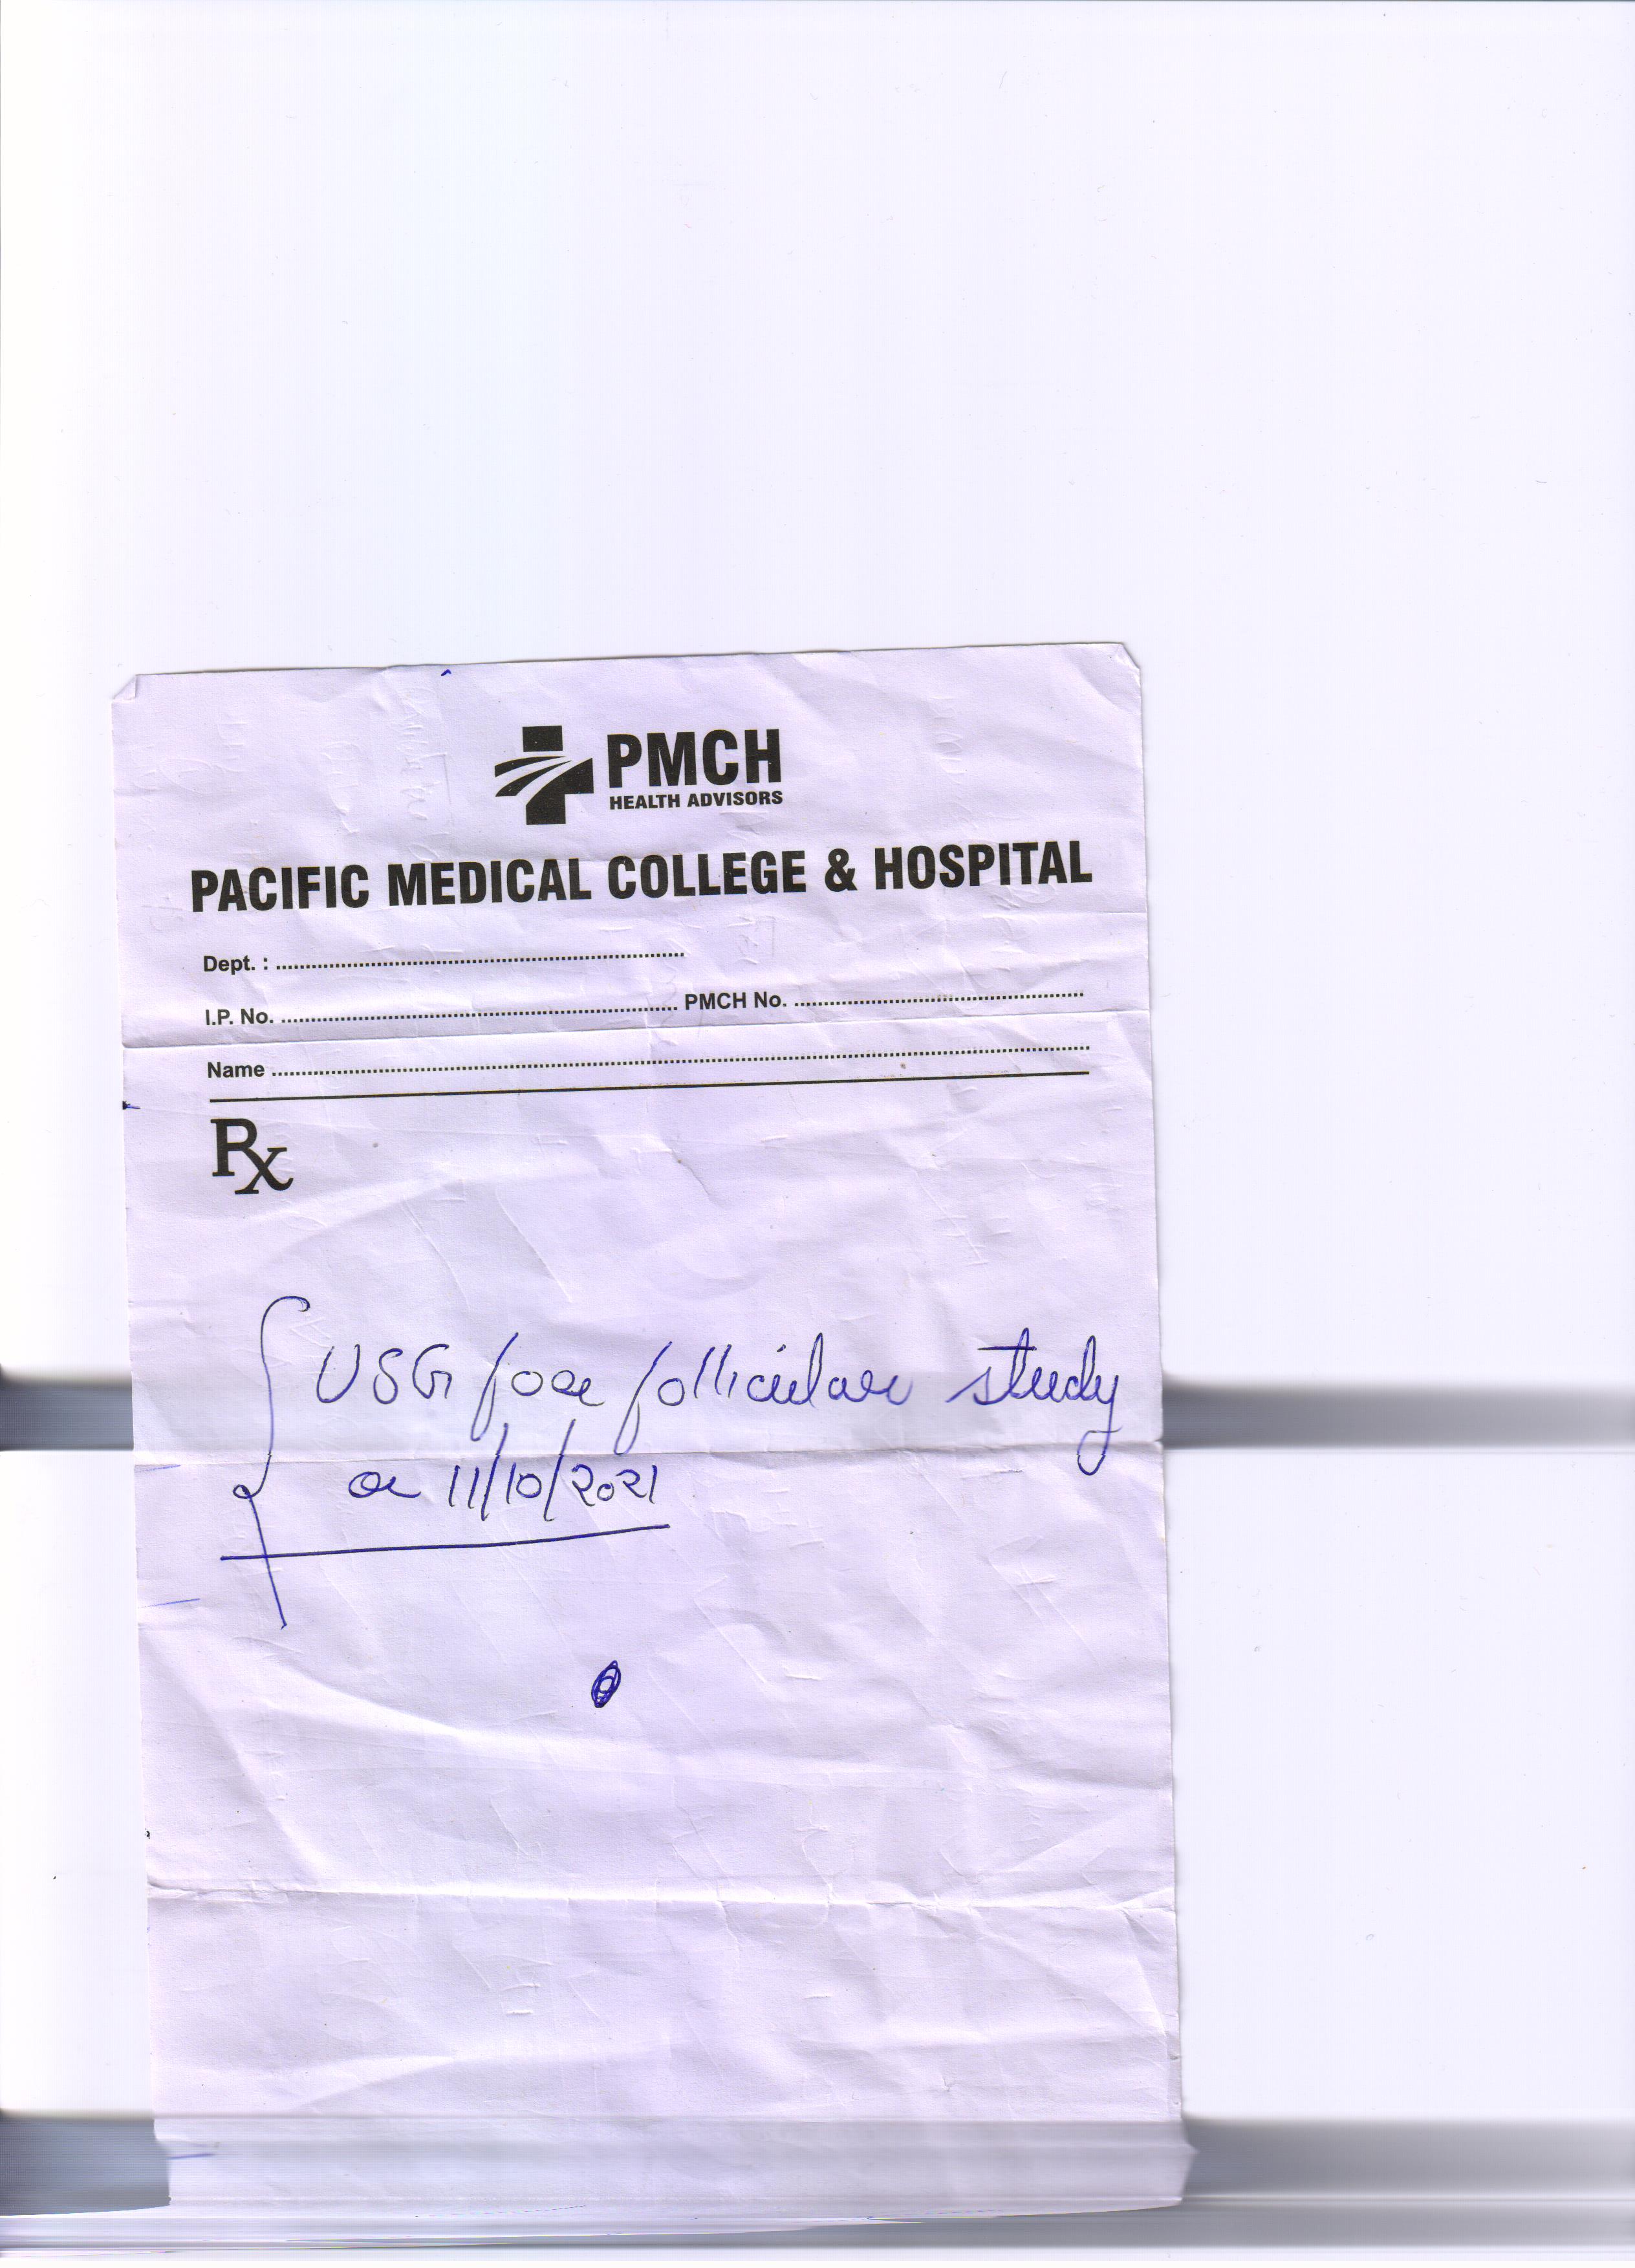 PMCH
HEALTH ADVISORS
PACIFIC MEDICAL COLLEGE & HOSPITAL
Dept. : ....................
I.P. No. .................... PMCH No. ....................
Name ....................
Rx
USG for follicular study
on 11/10/2021